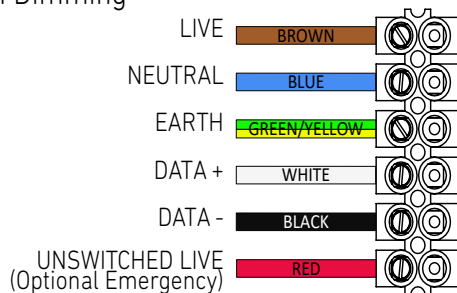 Dimming
LIVE BROWN
NEUTRAL BLUE
EARTH GREEN/YELLOW
DATA + WHITE
DATA - BLACK
UNSWITCHED LIVE
(Optional Emergency) RED